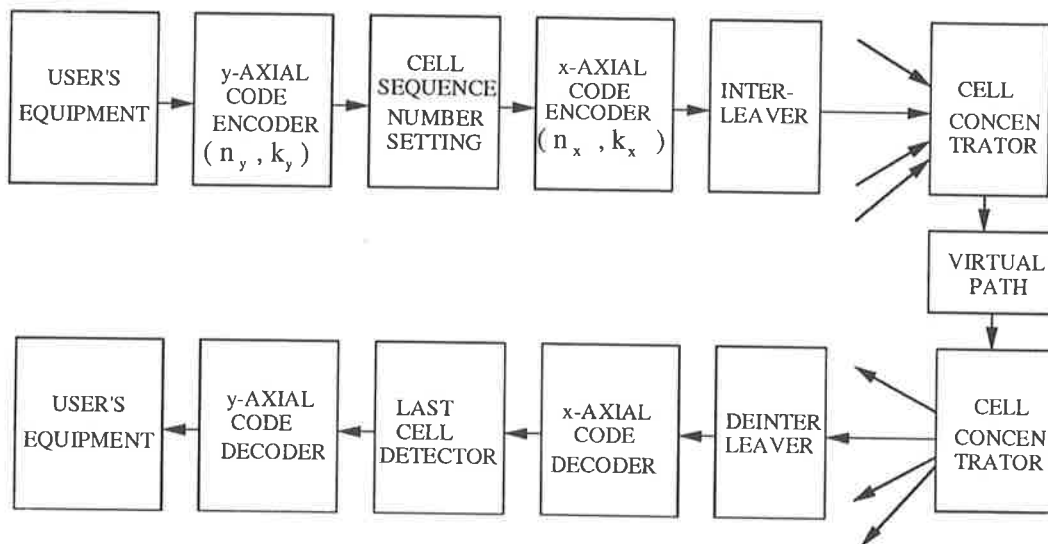 USER'S
EQUIPMENT
y-AXIAL
CODE
ENCODER
( n_y , k_y )
CELL
SEQUENCE
NUMBER
SETTING
x-AXIAL
CODE
ENCODER
( n_x , k_x )
INTER-
LEAVER
CELL
CONCEN
TRATOR
VIRTUAL
PATH
USER'S
EQUIPMENT
y-AXIAL
CODE
DECODER
LAST
CELL
DETECTOR
x-AXIAL
CODE
DECODER
DEINTER
LEAVER
CELL
CONCEN
TRATOR